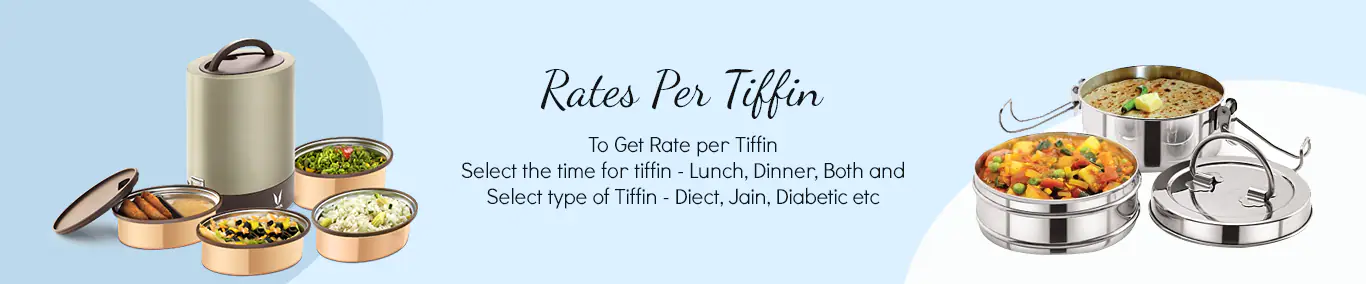 Rates Per Tiffin
To Get Rate per Tiffin
Select the time for tiffin - Lunch, Dinner, Both and
Select type of Tiffin - Diect, Jain, Diabetic etc